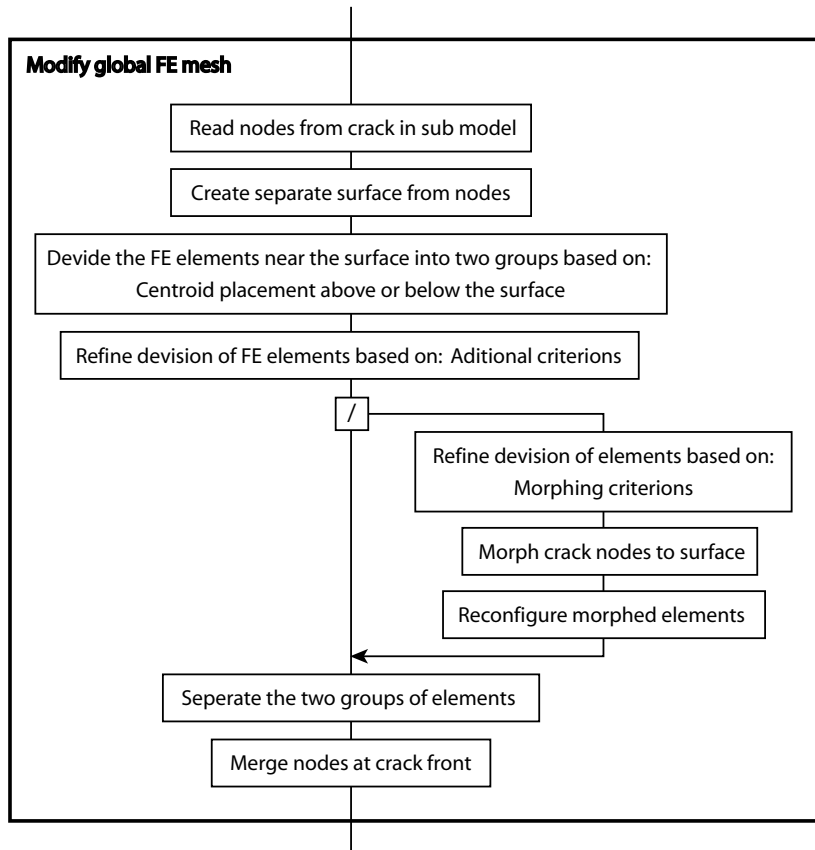 Modify global FE mesh
Read nodes from crack in sub model
Create separate surface from nodes
Devide the FE elements near the surface into two groups based on:
Centroid placement above or below the surface
Refine devision of FE elements based on: Aditional criterions
/
Refine devision of elements based on:
Morphing criterions
Morph crack nodes to surface
Reconfigure morphed elements
Seperate the two groups of elements
Merge nodes at crack front